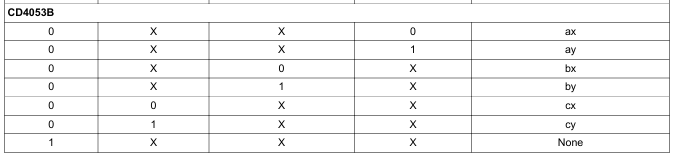 CD4053B
0 X X 0 ax
0 X X 1 ay
0 X 0 X bx
0 X 1 X by
0 0 X X cx
0 1 X X cy
1 X X X None